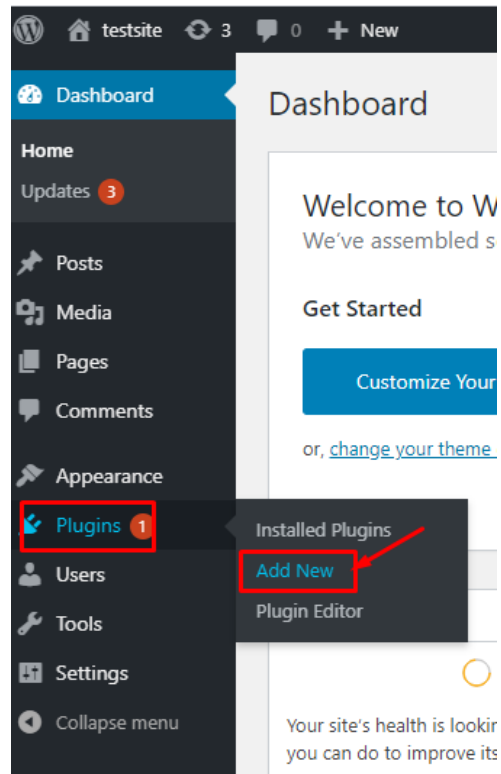 testsite 3 0 + New
Dashboard
Home
Updates 3
Posts
Media
Pages
Comments
Appearance
Plugins 1
Users
Tools
Settings
Collapse menu
Installed Plugins
Add New
Plugin Editor
Dashboard
Welcome to W
We've assembled s
Get Started
Customize Your
or, change your theme
Your site's health is lookin
you can do to improve its